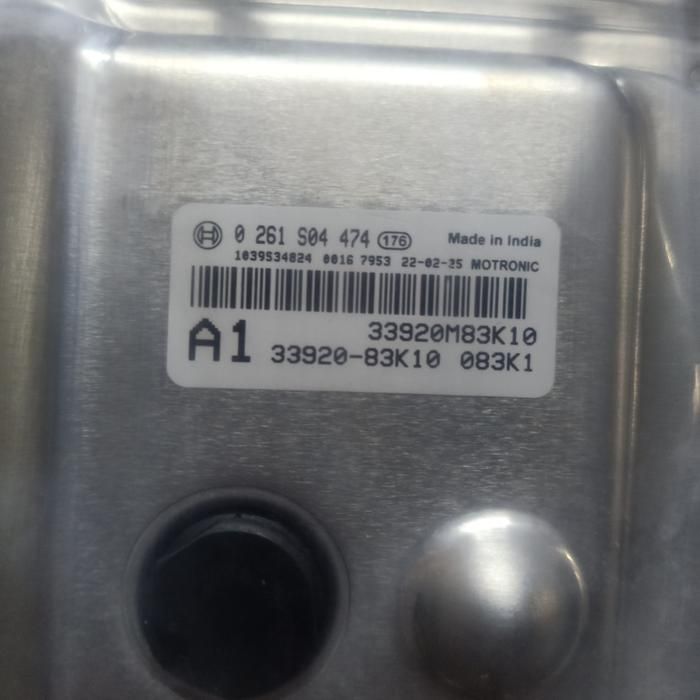 0 261 S04 474 176 Made in India
1039S34824 0016 7953 22-02-25 MOTRONIC
A1 33920M83K10
33920-83K10 083K1